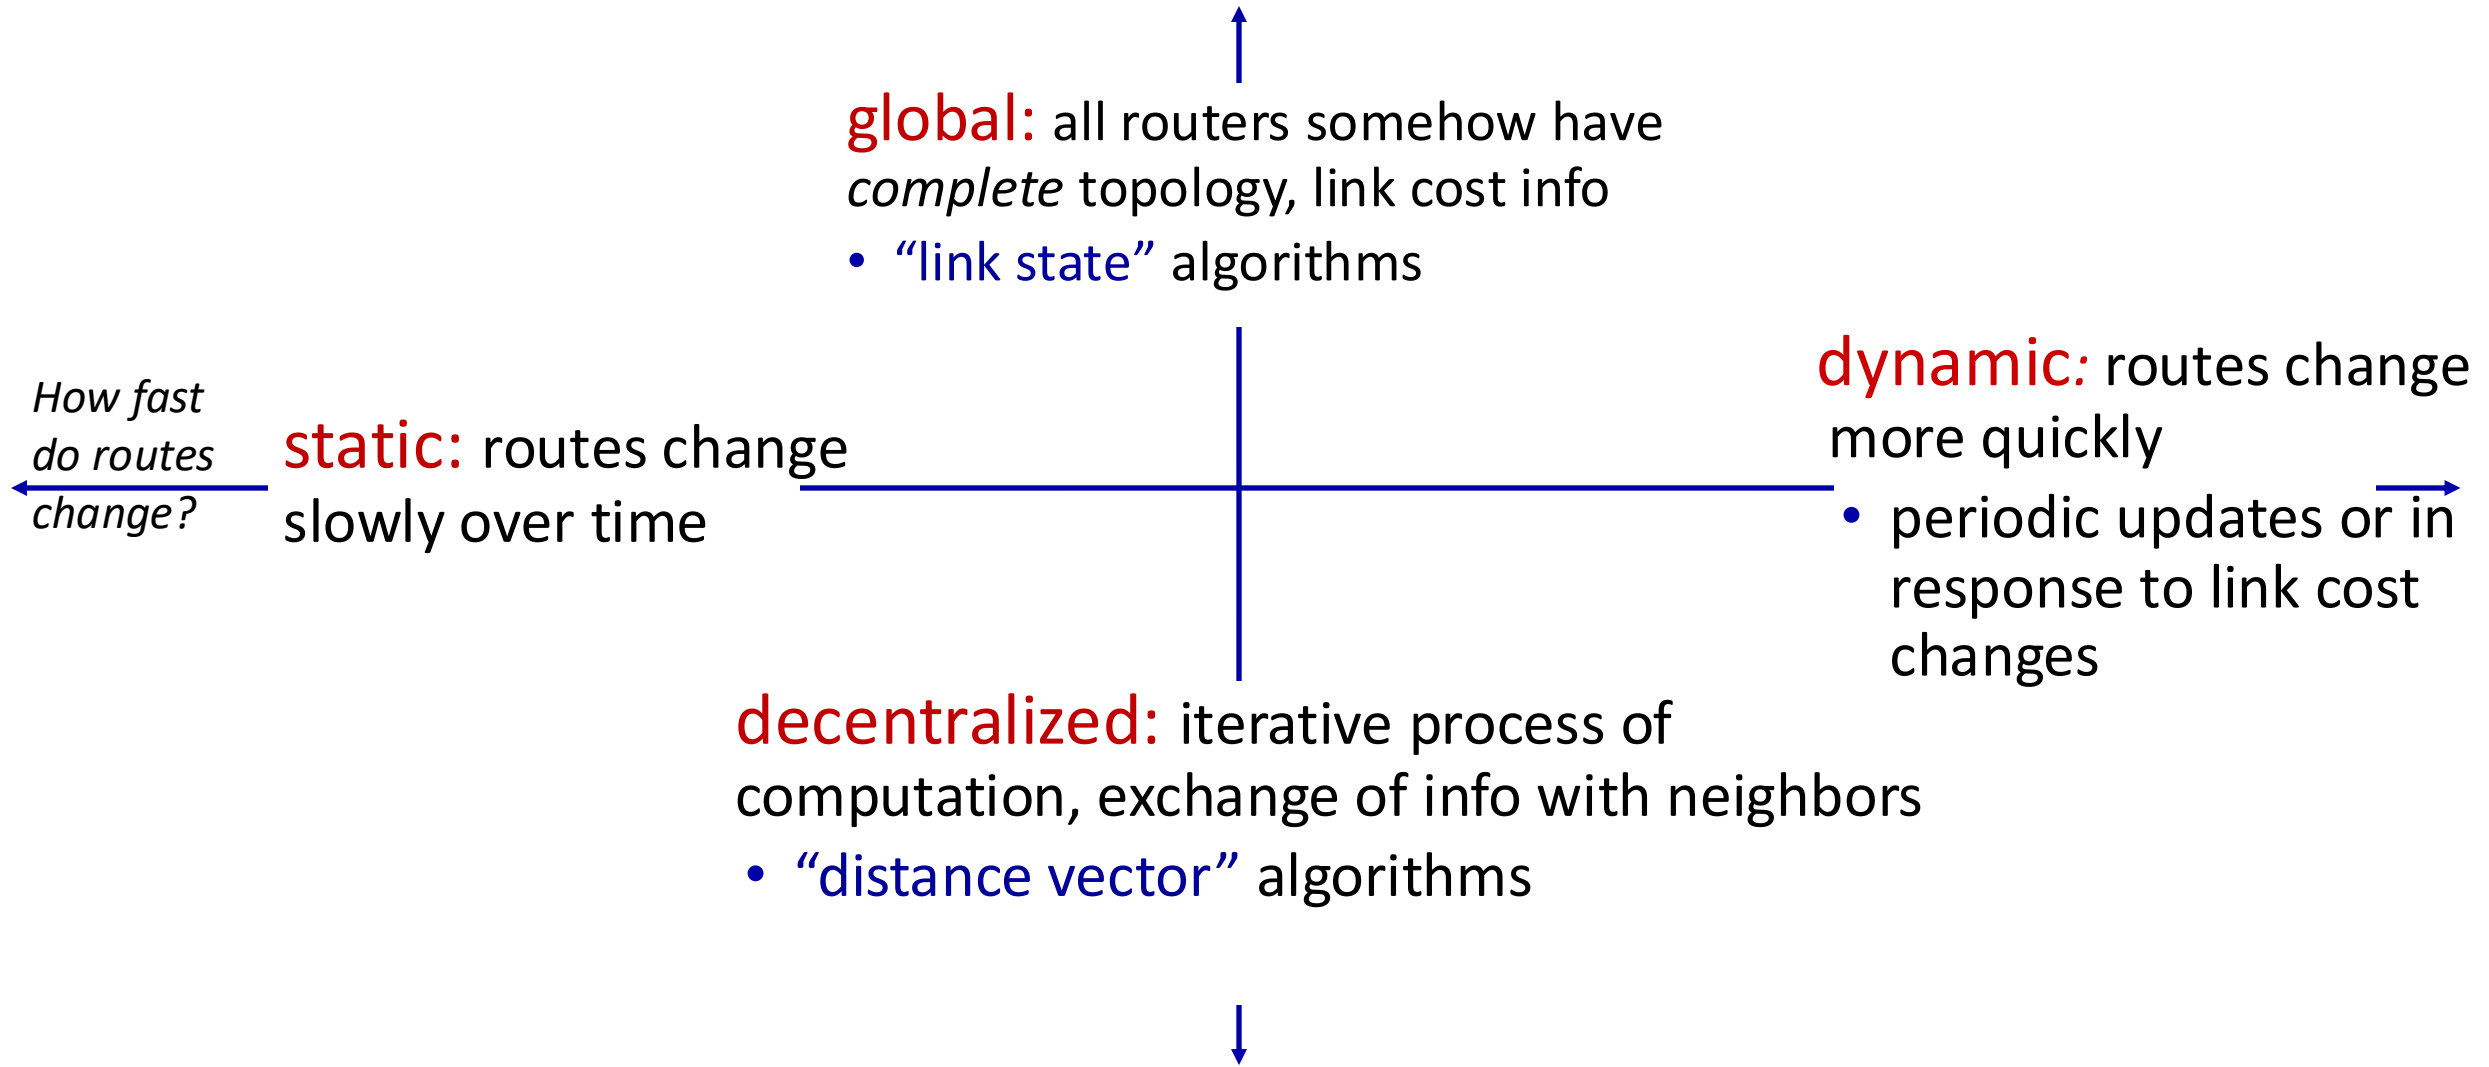 global: all routers somehow have
complete topology, link cost info
• “link state” algorithms
How fast
do routes
change?
static: routes change
slowly over time
dynamic: routes change
more quickly
• periodic updates or in
response to link cost
changes
decentralized: iterative process of
computation, exchange of info with neighbors
• “distance vector” algorithms